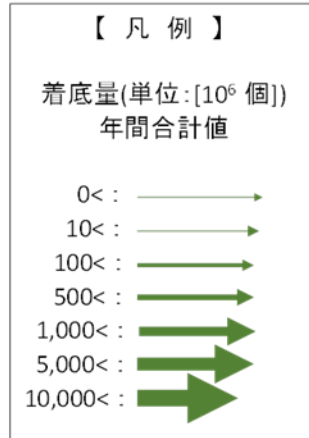 【 凡 例 】
着底量(単位:[10⁶ 個])
年間合計値
0< :
10< :
100< :
500< :
1,000< :
5,000< :
10,000< :